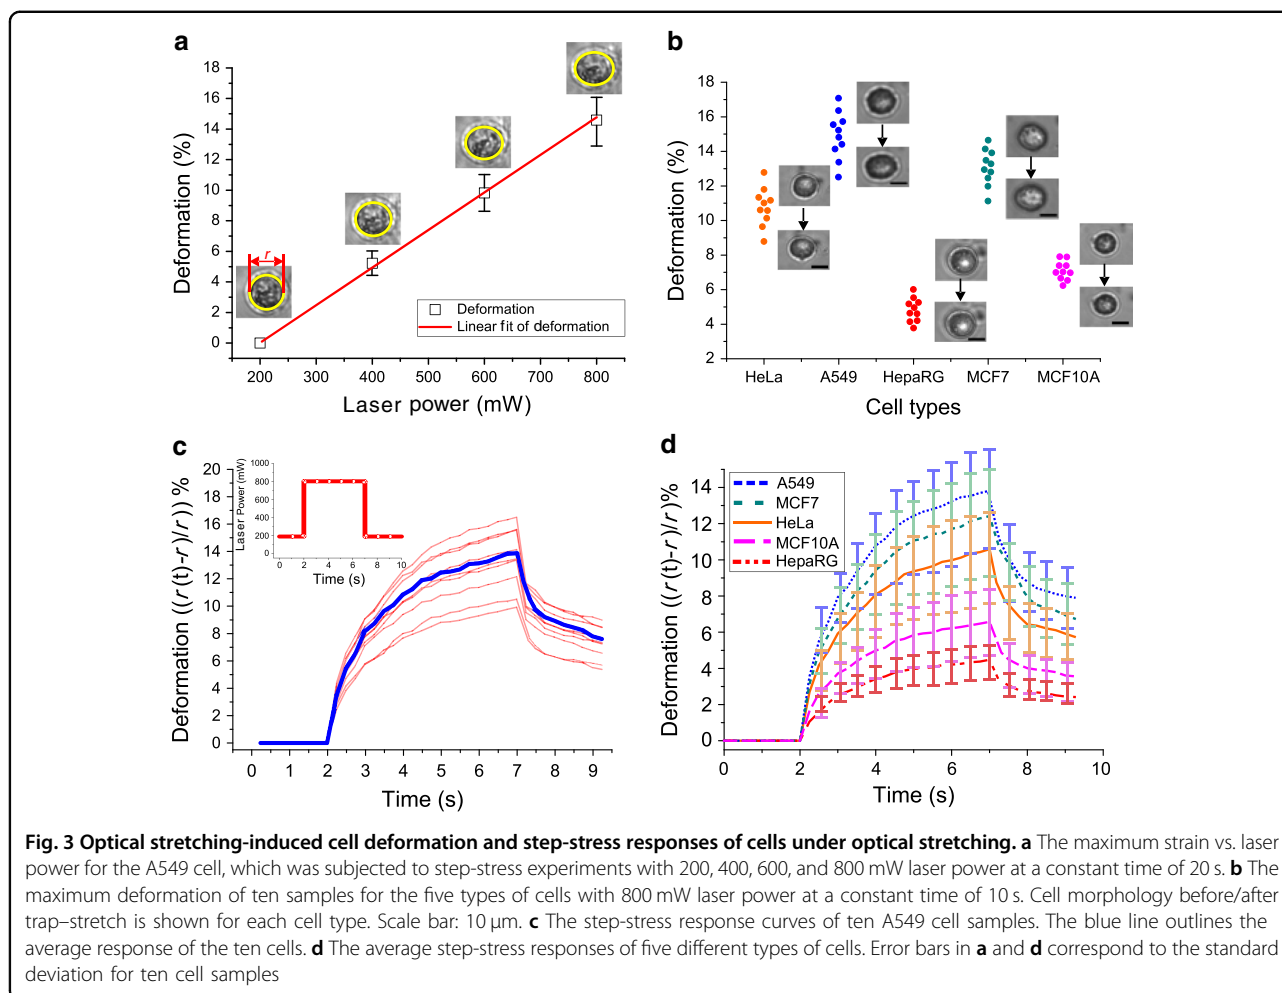 a
18
16
14
12
10
8
6
4
2
0
Deformation (%)
r
Deformation
Linear fit of deformation
200 300 400 500 600 700 800
Laser power (mW)
b
18
16
14
12
10
8
6
4
2
Deformation (%)
HeLa A549 HepaRG MCF7 MCF10A
Cell types
c
20
18
16
14
12
10
8
6
4
2
0
Deformation ((r(t)-r)/r)) %
1000
800
600
400
200
0
Laser Power (mW)
0 2 4 6 8 10
Time (s)
0 1 2 3 4 5 6 7 8 9
Time (s)
d
14
12
10
8
6
4
2
0
Deformation ((r(t)-r)/r)%
A549
MCF7
HeLa
MCF10A
HepaRG
0 2 4 6 8 10
Time (s)
Fig. 3 Optical stretching-induced cell deformation and step-stress responses of cells under optical stretching. a The maximum strain vs. laser
power for the A549 cell, which was subjected to step-stress experiments with 200, 400, 600, and 800 mW laser power at a constant time of 20 s. b The
maximum deformation of ten samples for the five types of cells with 800 mW laser power at a constant time of 10 s. Cell morphology before/after
trap–stretch is shown for each cell type. Scale bar: 10 μm. c The step-stress response curves of ten A549 cell samples. The blue line outlines the
average response of the ten cells. d The average step-stress responses of five different types of cells. Error bars in a and d correspond to the standard
deviation for ten cell samples